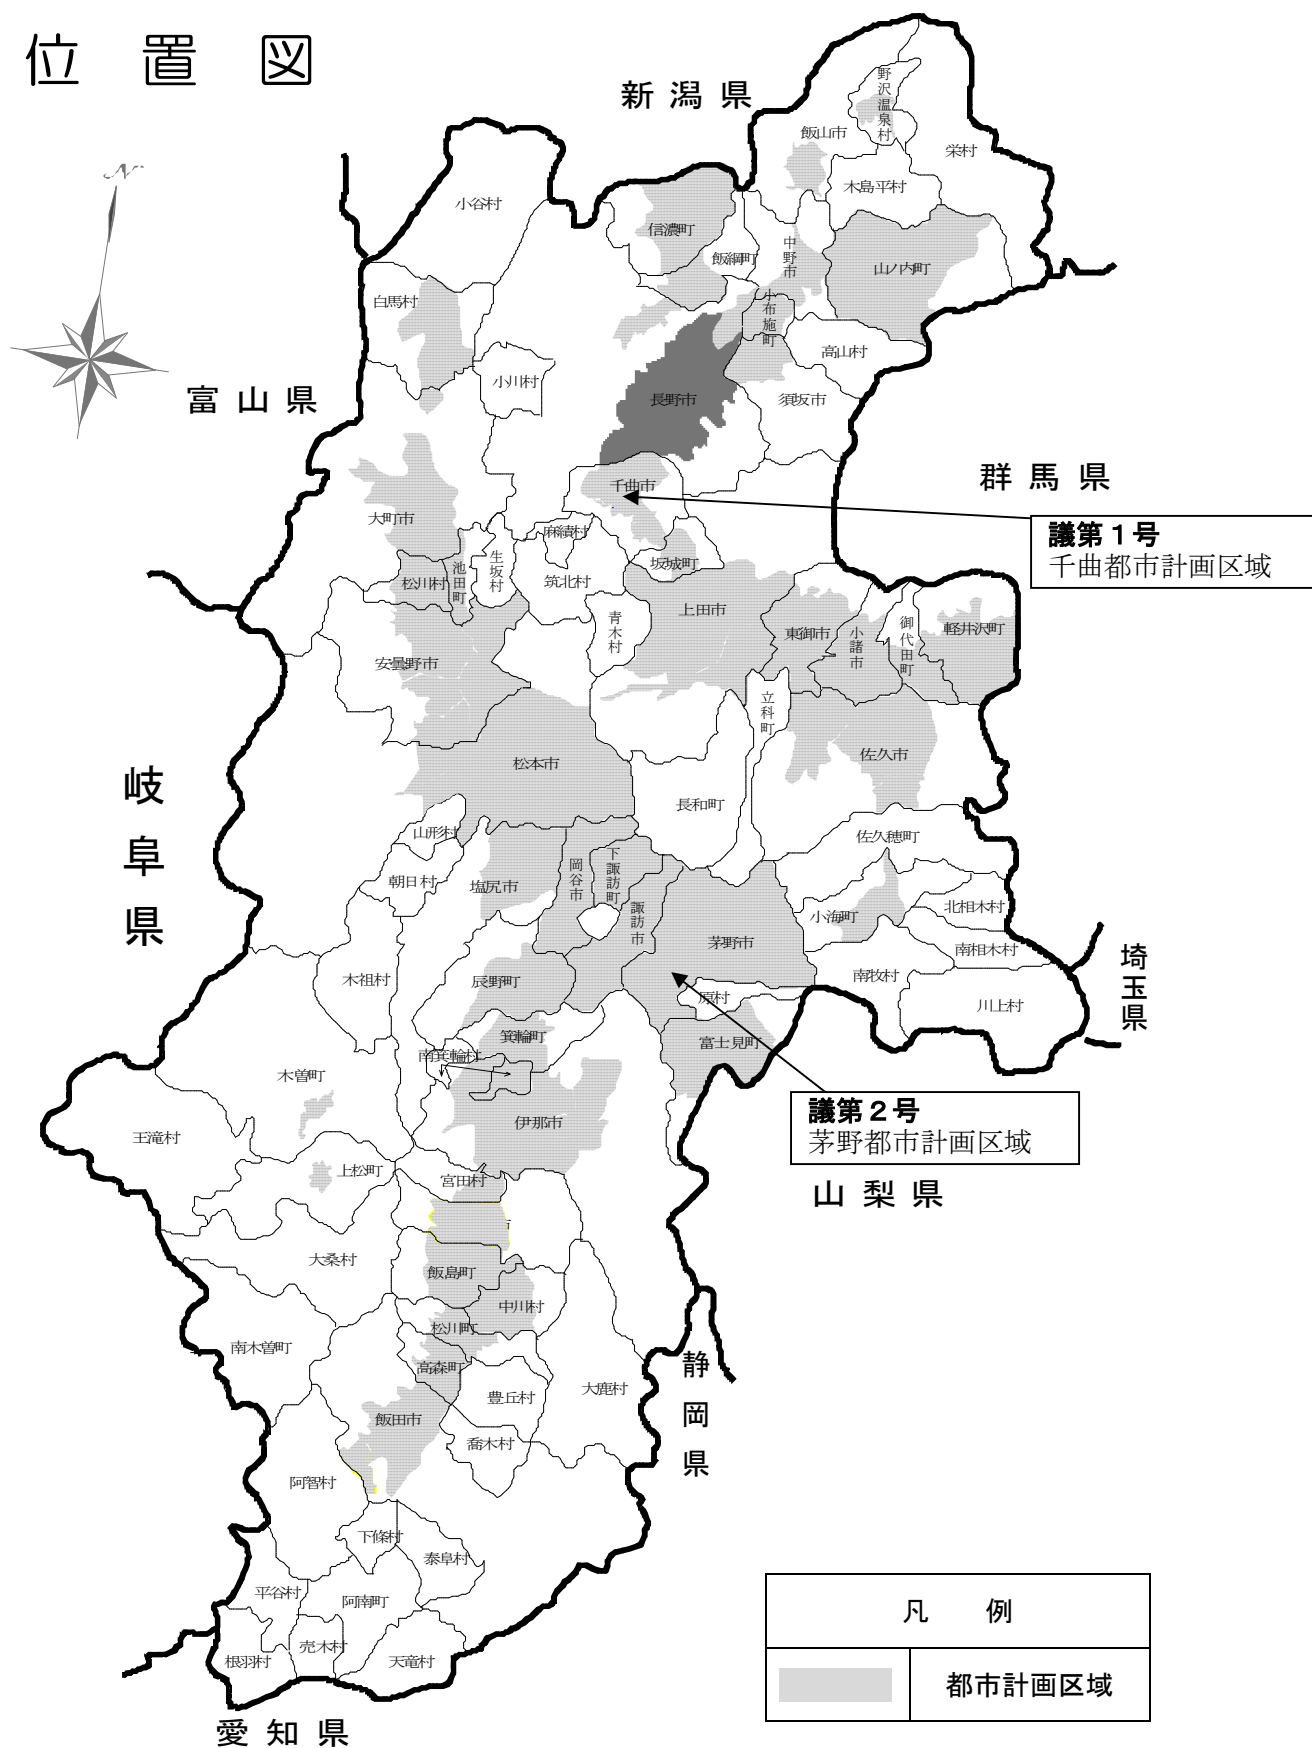 位置図
N
新潟県
野沢温泉村
飯山市
栄村
木島平村
小谷村
信濃町
中野市
飯綱町
山ノ内町
白馬村
小布施町
高山村
小川村
富山県
長野市
須坂市
群馬県
千曲市
議第１号
千曲都市計画区域
大町市
麻績村
生坂村
坂城町
池田町
松川村
筑北村
上田市
青木村
東御市
小諸市
御代田町
軽井沢町
安曇野市
立科町
佐久市
松本市
岐阜県
長和町
山形村
佐久穂町
下諏訪町
岡谷市
朝日村
塩尻市
諏訪市
小海町
北相木村
茅野市
南相木村
埼玉県
木祖村
辰野町
南牧村
原村
川上村
箕輪町
富士見町
南箕輪村
木曽町
議第２号
茅野都市計画区域
伊那市
王滝村
上松町
宮田村
山梨県
大桑村
飯島町
中川村
松川町
南木曽町
静岡県
高森町
大鹿村
豊丘村
飯田市
喬木村
阿智村
下條村
泰阜村
平谷村
阿南町
売木村
根羽村
天竜村
愛知県
凡例
都市計画区域